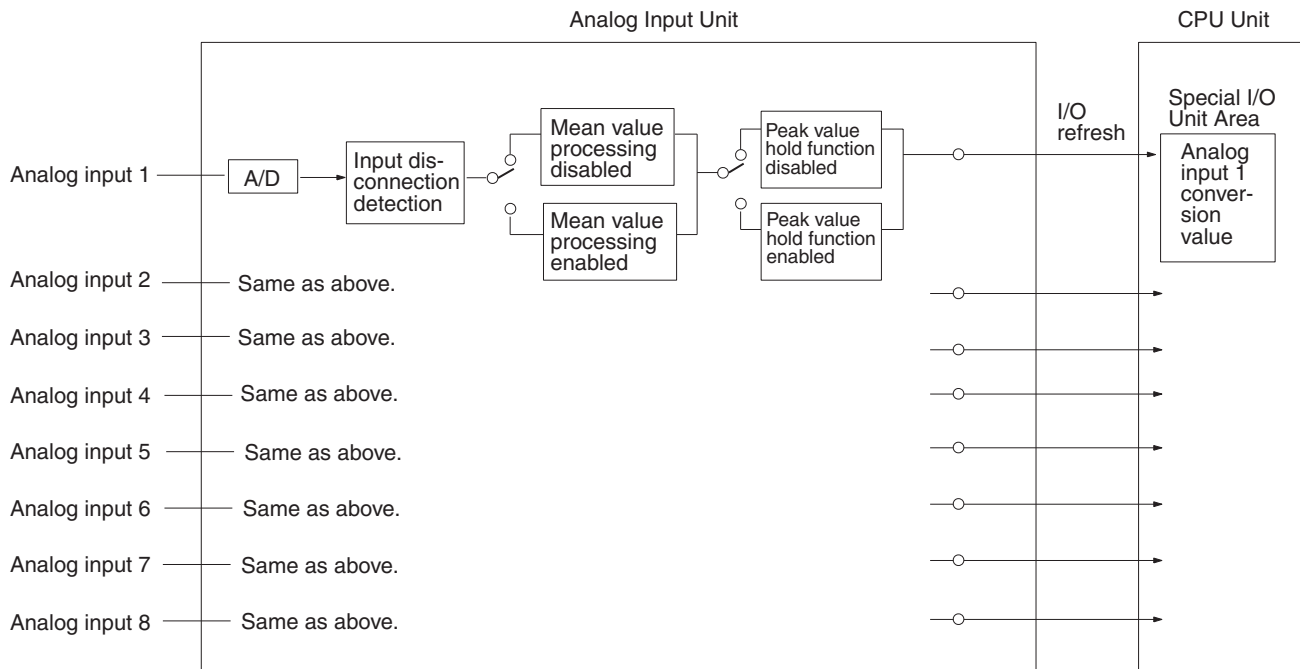 Analog Input Unit
CPU Unit
I/O
refresh
Special I/O
Unit Area
Analog input 1
A/D
Input dis-
connection
detection
Mean value
processing
disabled
Mean value
processing
enabled
Peak value
hold function
disabled
Peak value
hold function
enabled
Analog
input 1
conver-
sion
value
Analog input 2
Same as above.
Analog input 3
Same as above.
Analog input 4
Same as above.
Analog input 5
Same as above.
Analog input 6
Same as above.
Analog input 7
Same as above.
Analog input 8
Same as above.